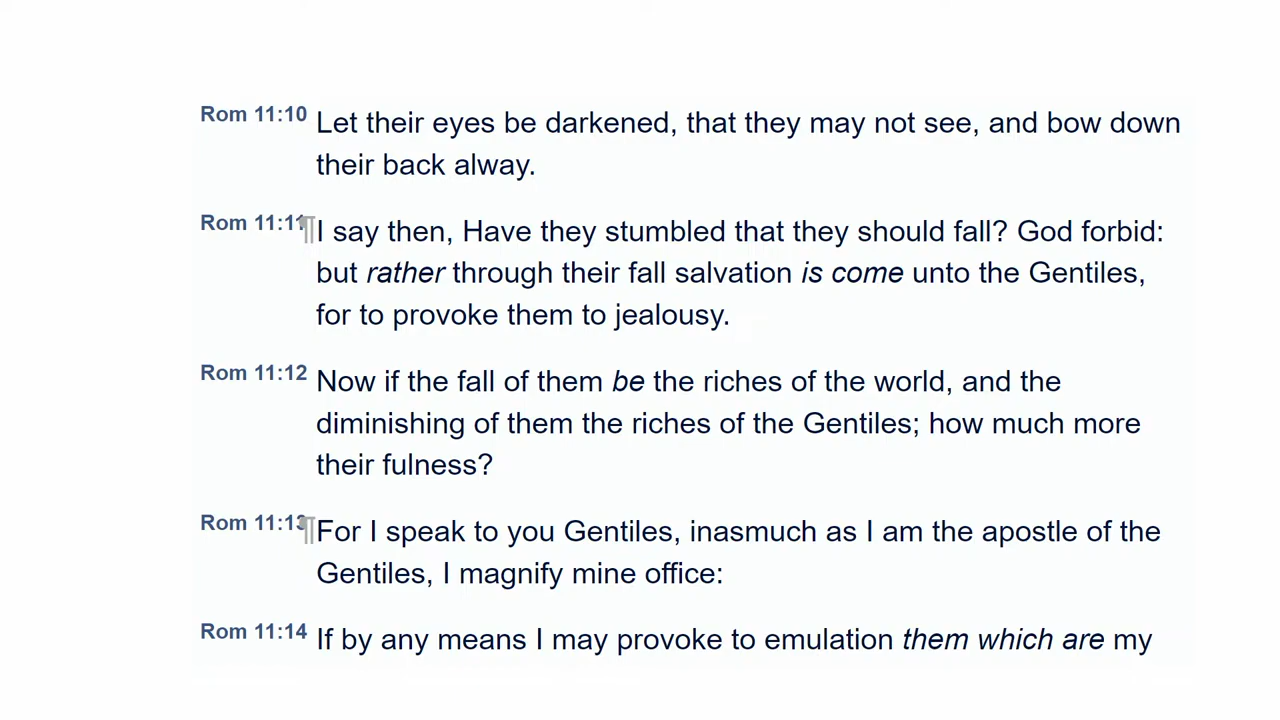 Rom 11:10 Let their eyes be darkened, that they may not see, and bow down
their back alway.
Rom 11:11 ¶ I say then, Have they stumbled that they should fall? God forbid:
but rather through their fall salvation is come unto the Gentiles,
for to provoke them to jealousy.
Rom 11:12 Now if the fall of them be the riches of the world, and the
diminishing of them the riches of the Gentiles; how much more
their fulness?
Rom 11:13 ¶ For I speak to you Gentiles, inasmuch as I am the apostle of the
Gentiles, I magnify mine office:
Rom 11:14 If by any means I may provoke to emulation them which are my